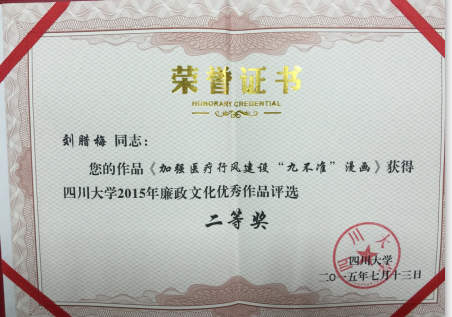 荣誉证书
HONORARY CREDENTIAL
刘腊梅 同志：
您的作品《加强医疗行风建设“九不准”漫画》获得
四川大学2015年廉政文化优秀作品评选
二等奖
四川大学
二〇一五年七月十三日